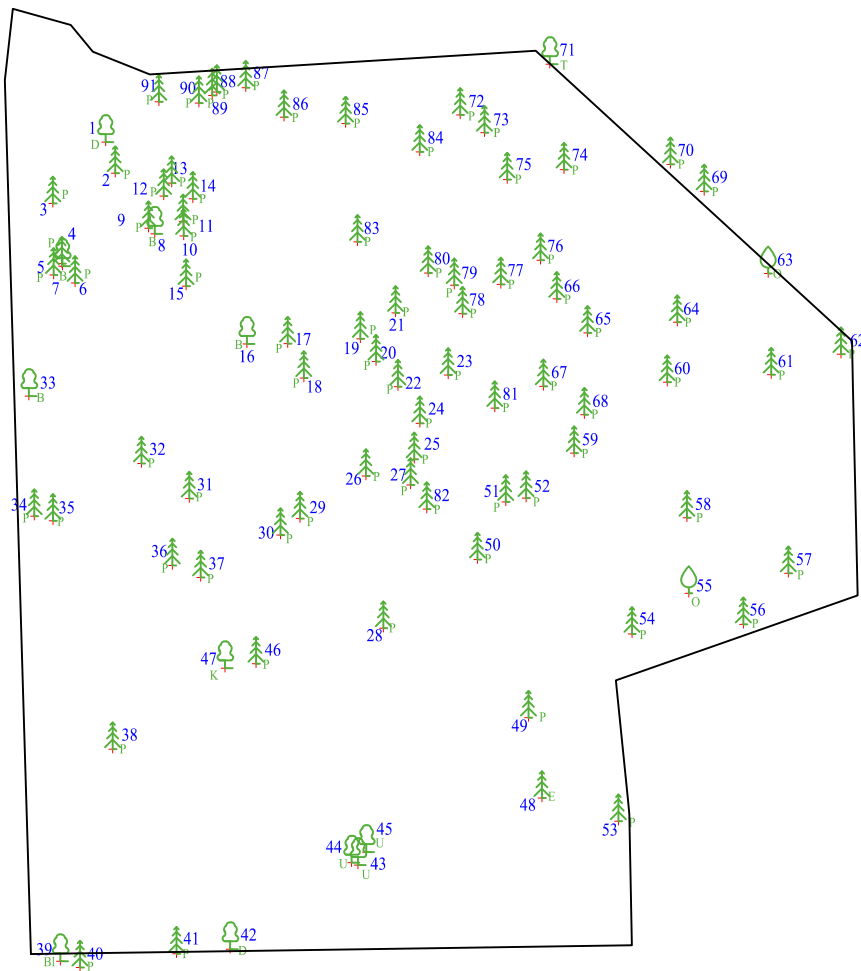 71
T
87
91 P
90 P
88
89
86
P
85
P
72
P
73
P
1
D
84
P
75
P
74
P
70
P
69
P
2
P
13
12
14
P
3
P
9
P
8
B
11
P
10
83
P
4
P
5
P
7
B
6
P
15
P
80
P
79
P
77
P
76
P
78
P
66
P
63
O
21
P
65
P
64
P
62
P
16
B
17
P
18
P
19
P
20
P
22
P
23
P
33
B
67
P
60
P
61
P
81
P
68
P
24
P
59
P
32
P
25
P
26
P
27
P
31
P
82
P
51
P
52
P
58
P
34
P
35
P
29
P
30
P
36
P
37
P
50
P
57
P
55
O
56
P
28
P
54
P
47
K
46
P
49
P
38
P
48
E
53
P
45
U
44
U
43
U
39
Bl
40
P
41
P
42
D